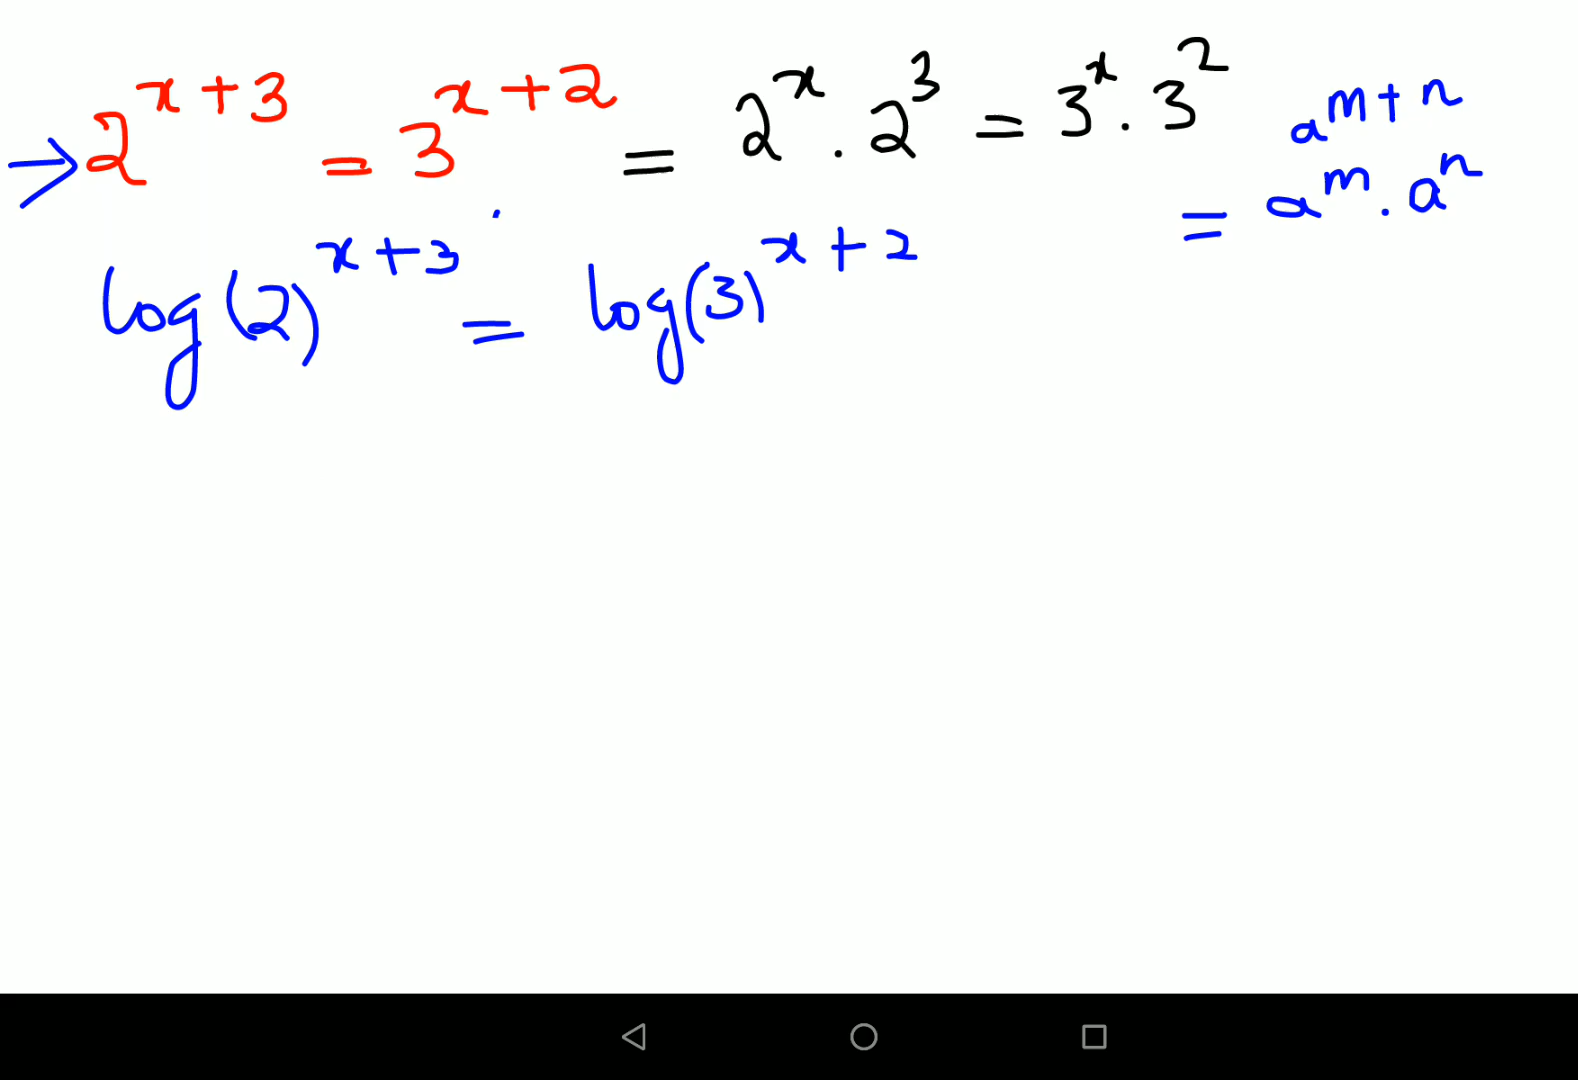 → 2^{x+3} = 3^{x+2} = 2^x . 2^3 = 3^x . 3^2
a^{m+n}
= a^m . a^n
log(2)^{x+3} = log(3)^{x+2}